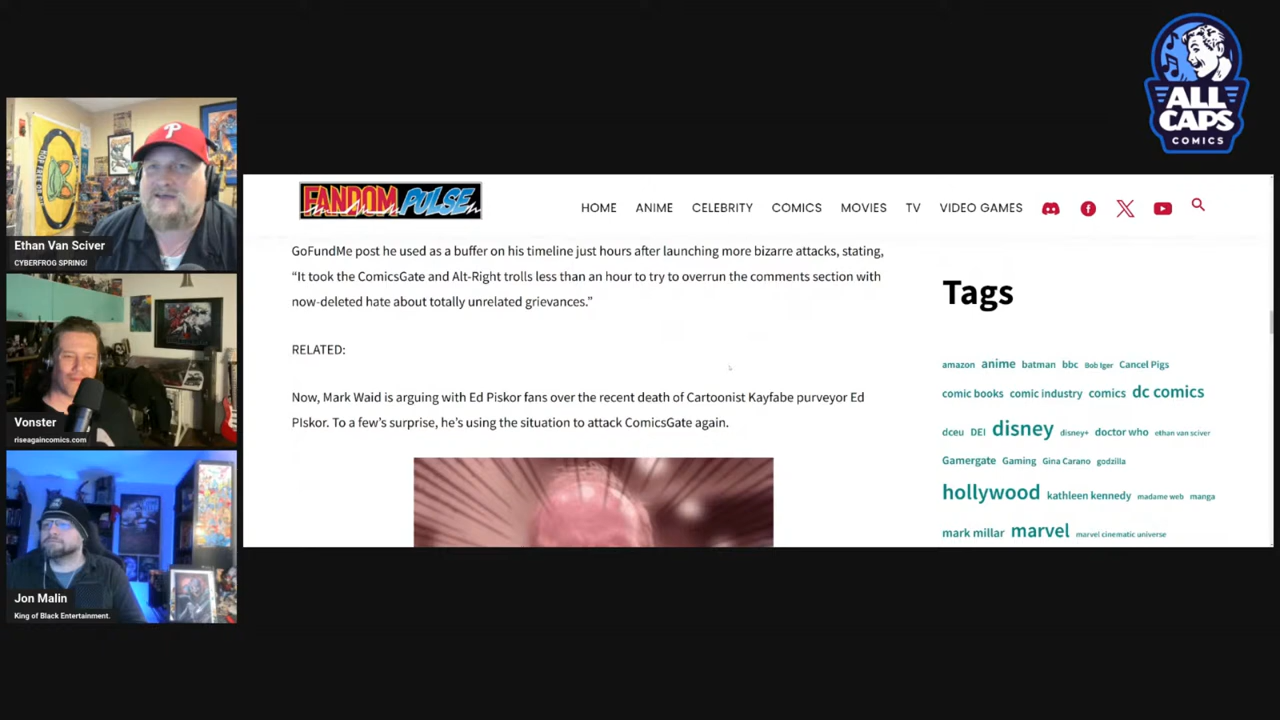 ALL
CAPS
COMICS
Ethan Van Sciver
CYBERFROG SPRING!
Vonster
riseagaincomics.com
Jon Malin
King of Black Entertainment.
FANDOM PULSE
HOME ANIME CELEBRITY COMICS MOVIES TV VIDEO GAMES
GoFundMe post he used as a buffer on his timeline just hours after launching more bizarre attacks, stating,
“It took the ComicsGate and Alt-Right trolls less than an hour to try to overrun the comments section with
now-deleted hate about totally unrelated grievances.”
RELATED:
Now, Mark Waid is arguing with Ed Piskor fans over the recent death of Cartoonist Kayfabe purveyor Ed
PIskor. To a few’s surprise, he’s using the situation to attack ComicsGate again.
Tags
amazon anime batman bbc Bob Iger Cancel Pigs
comic books comic industry comics dc comics
dceu DEI disney disney+ doctor who ethan van sciver
Gamergate Gaming Gina Carano godzilla
hollywood kathleen kennedy madame web manga
mark millar marvel marvel cinematic universe